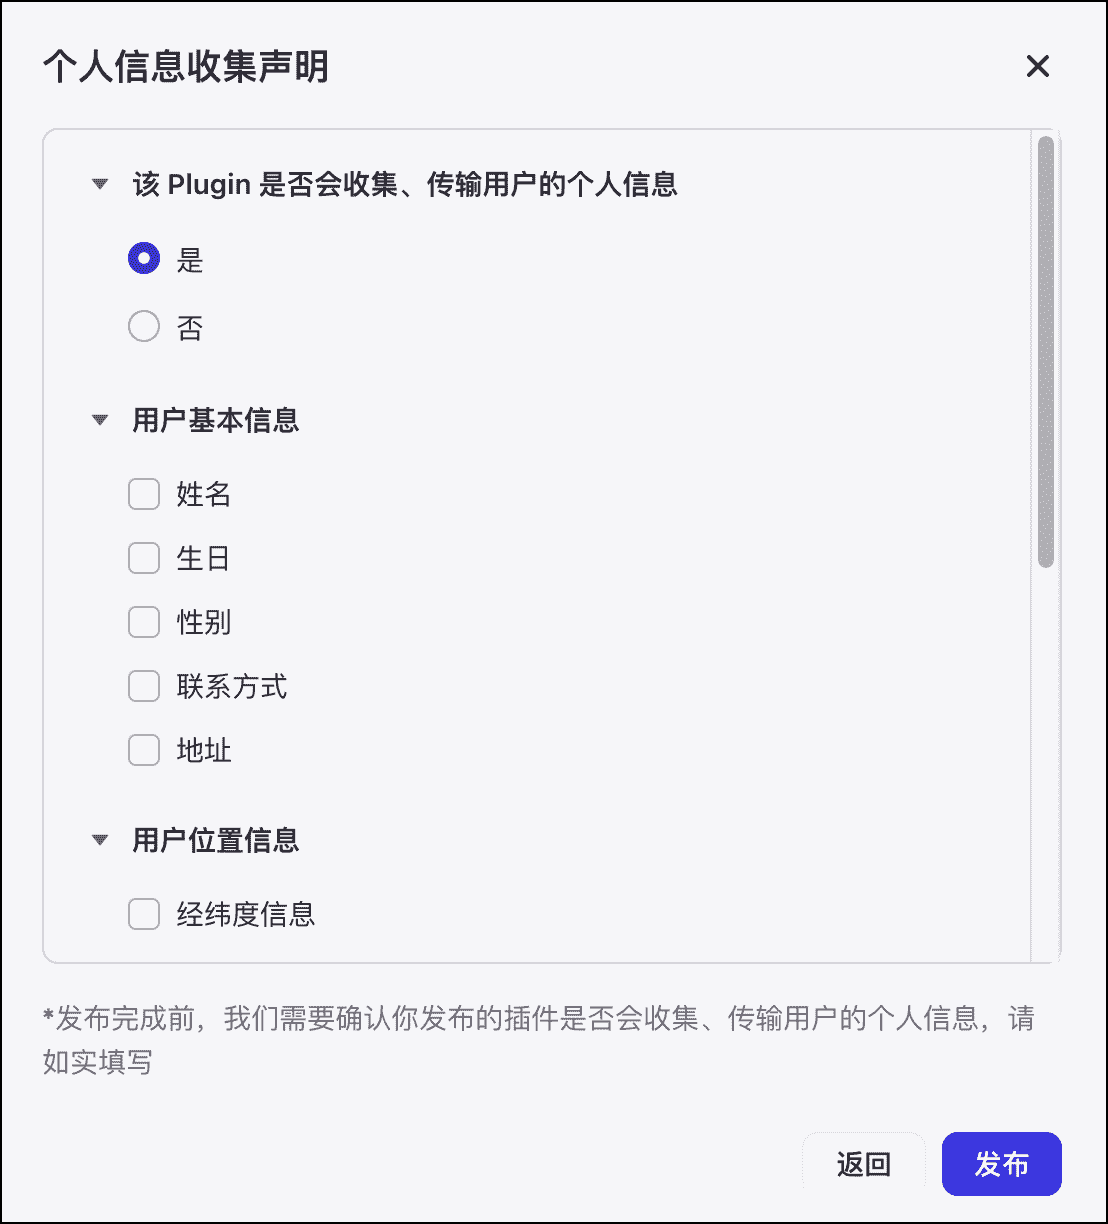 个人信息收集声明
该 Plugin 是否会收集、传输用户的个人信息
是
否
用户基本信息
姓名
生日
性别
联系方式
地址
用户位置信息
经纬度信息
*发布完成前，我们需要确认你发布的插件是否会收集、传输用户的个人信息，请
如实填写
返回
发布